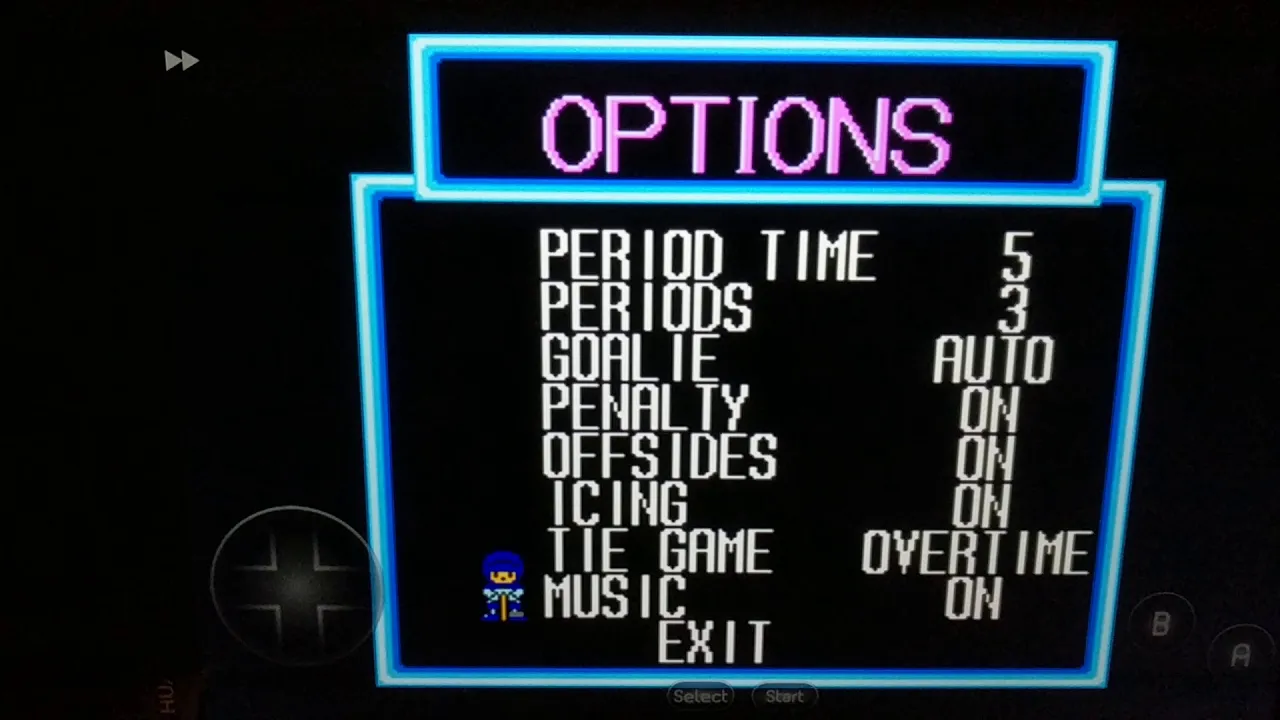 OPTIONS
PERIOD TIME 5
PERIODS 3
GOALIE AUTO
PENALTY ON
OFFSIDES ON
ICING ON
TIE GAME OVERTIME
MUSIC ON
EXIT
B
A
Select Start